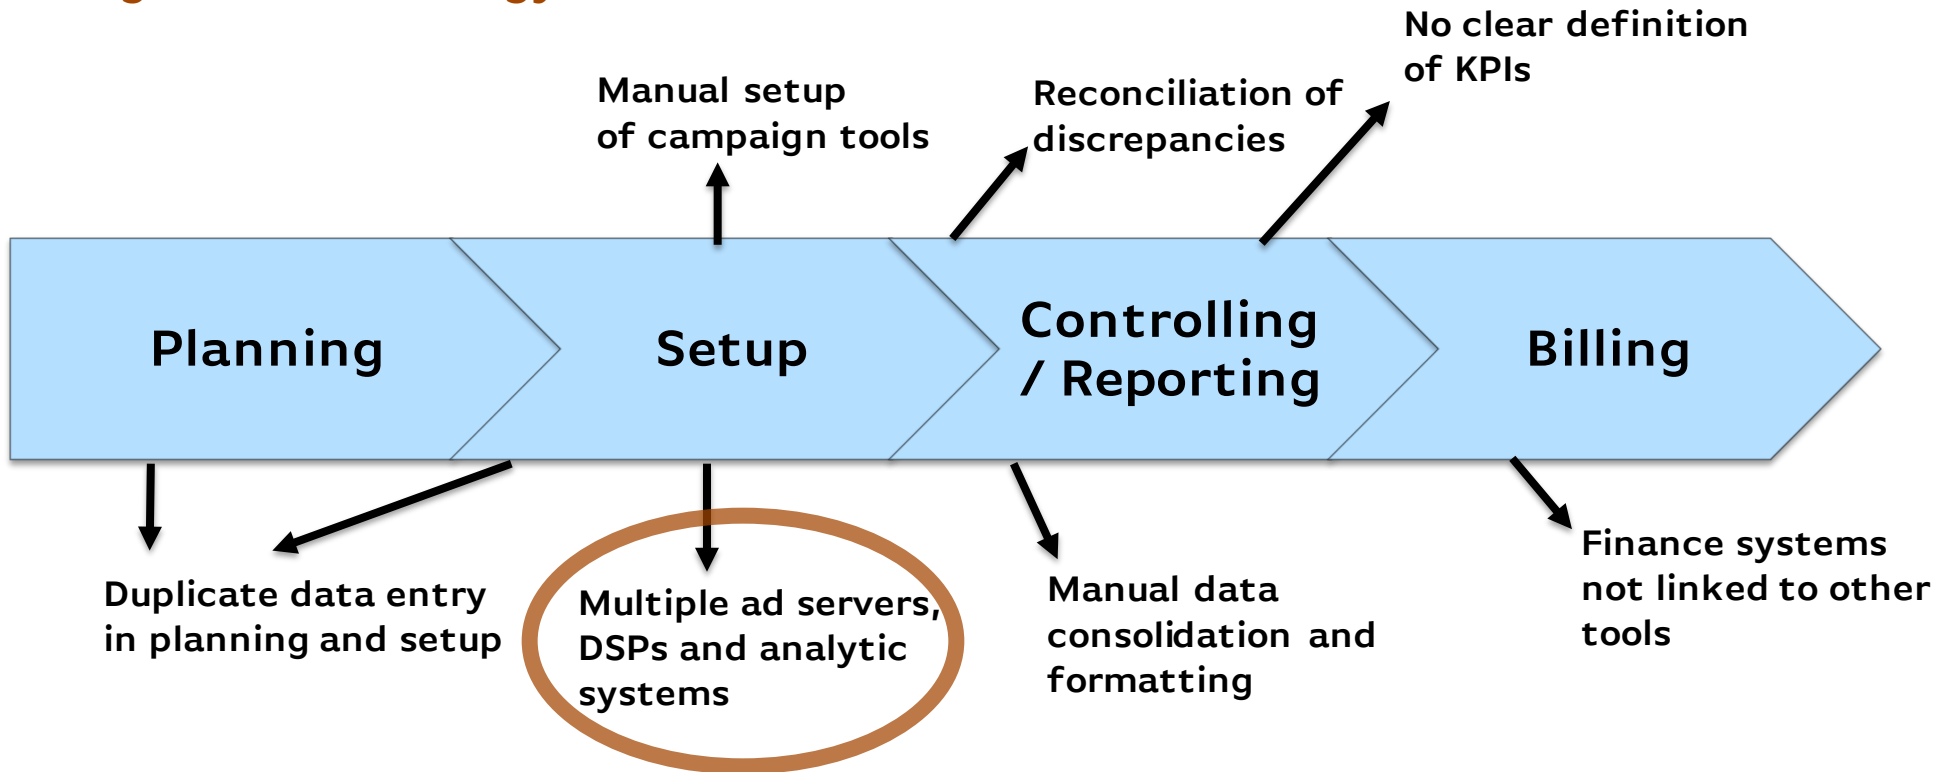 No clear definition
of KPIs
Manual setup
of campaign tools
Reconciliation of
discrepancies
Planning
Setup
Controlling
/ Reporting
Billing
Duplicate data entry
in planning and setup
Multiple ad servers,
DSPs and analytic
systems
Manual data
consolidation and
formatting
Finance systems
not linked to other
tools